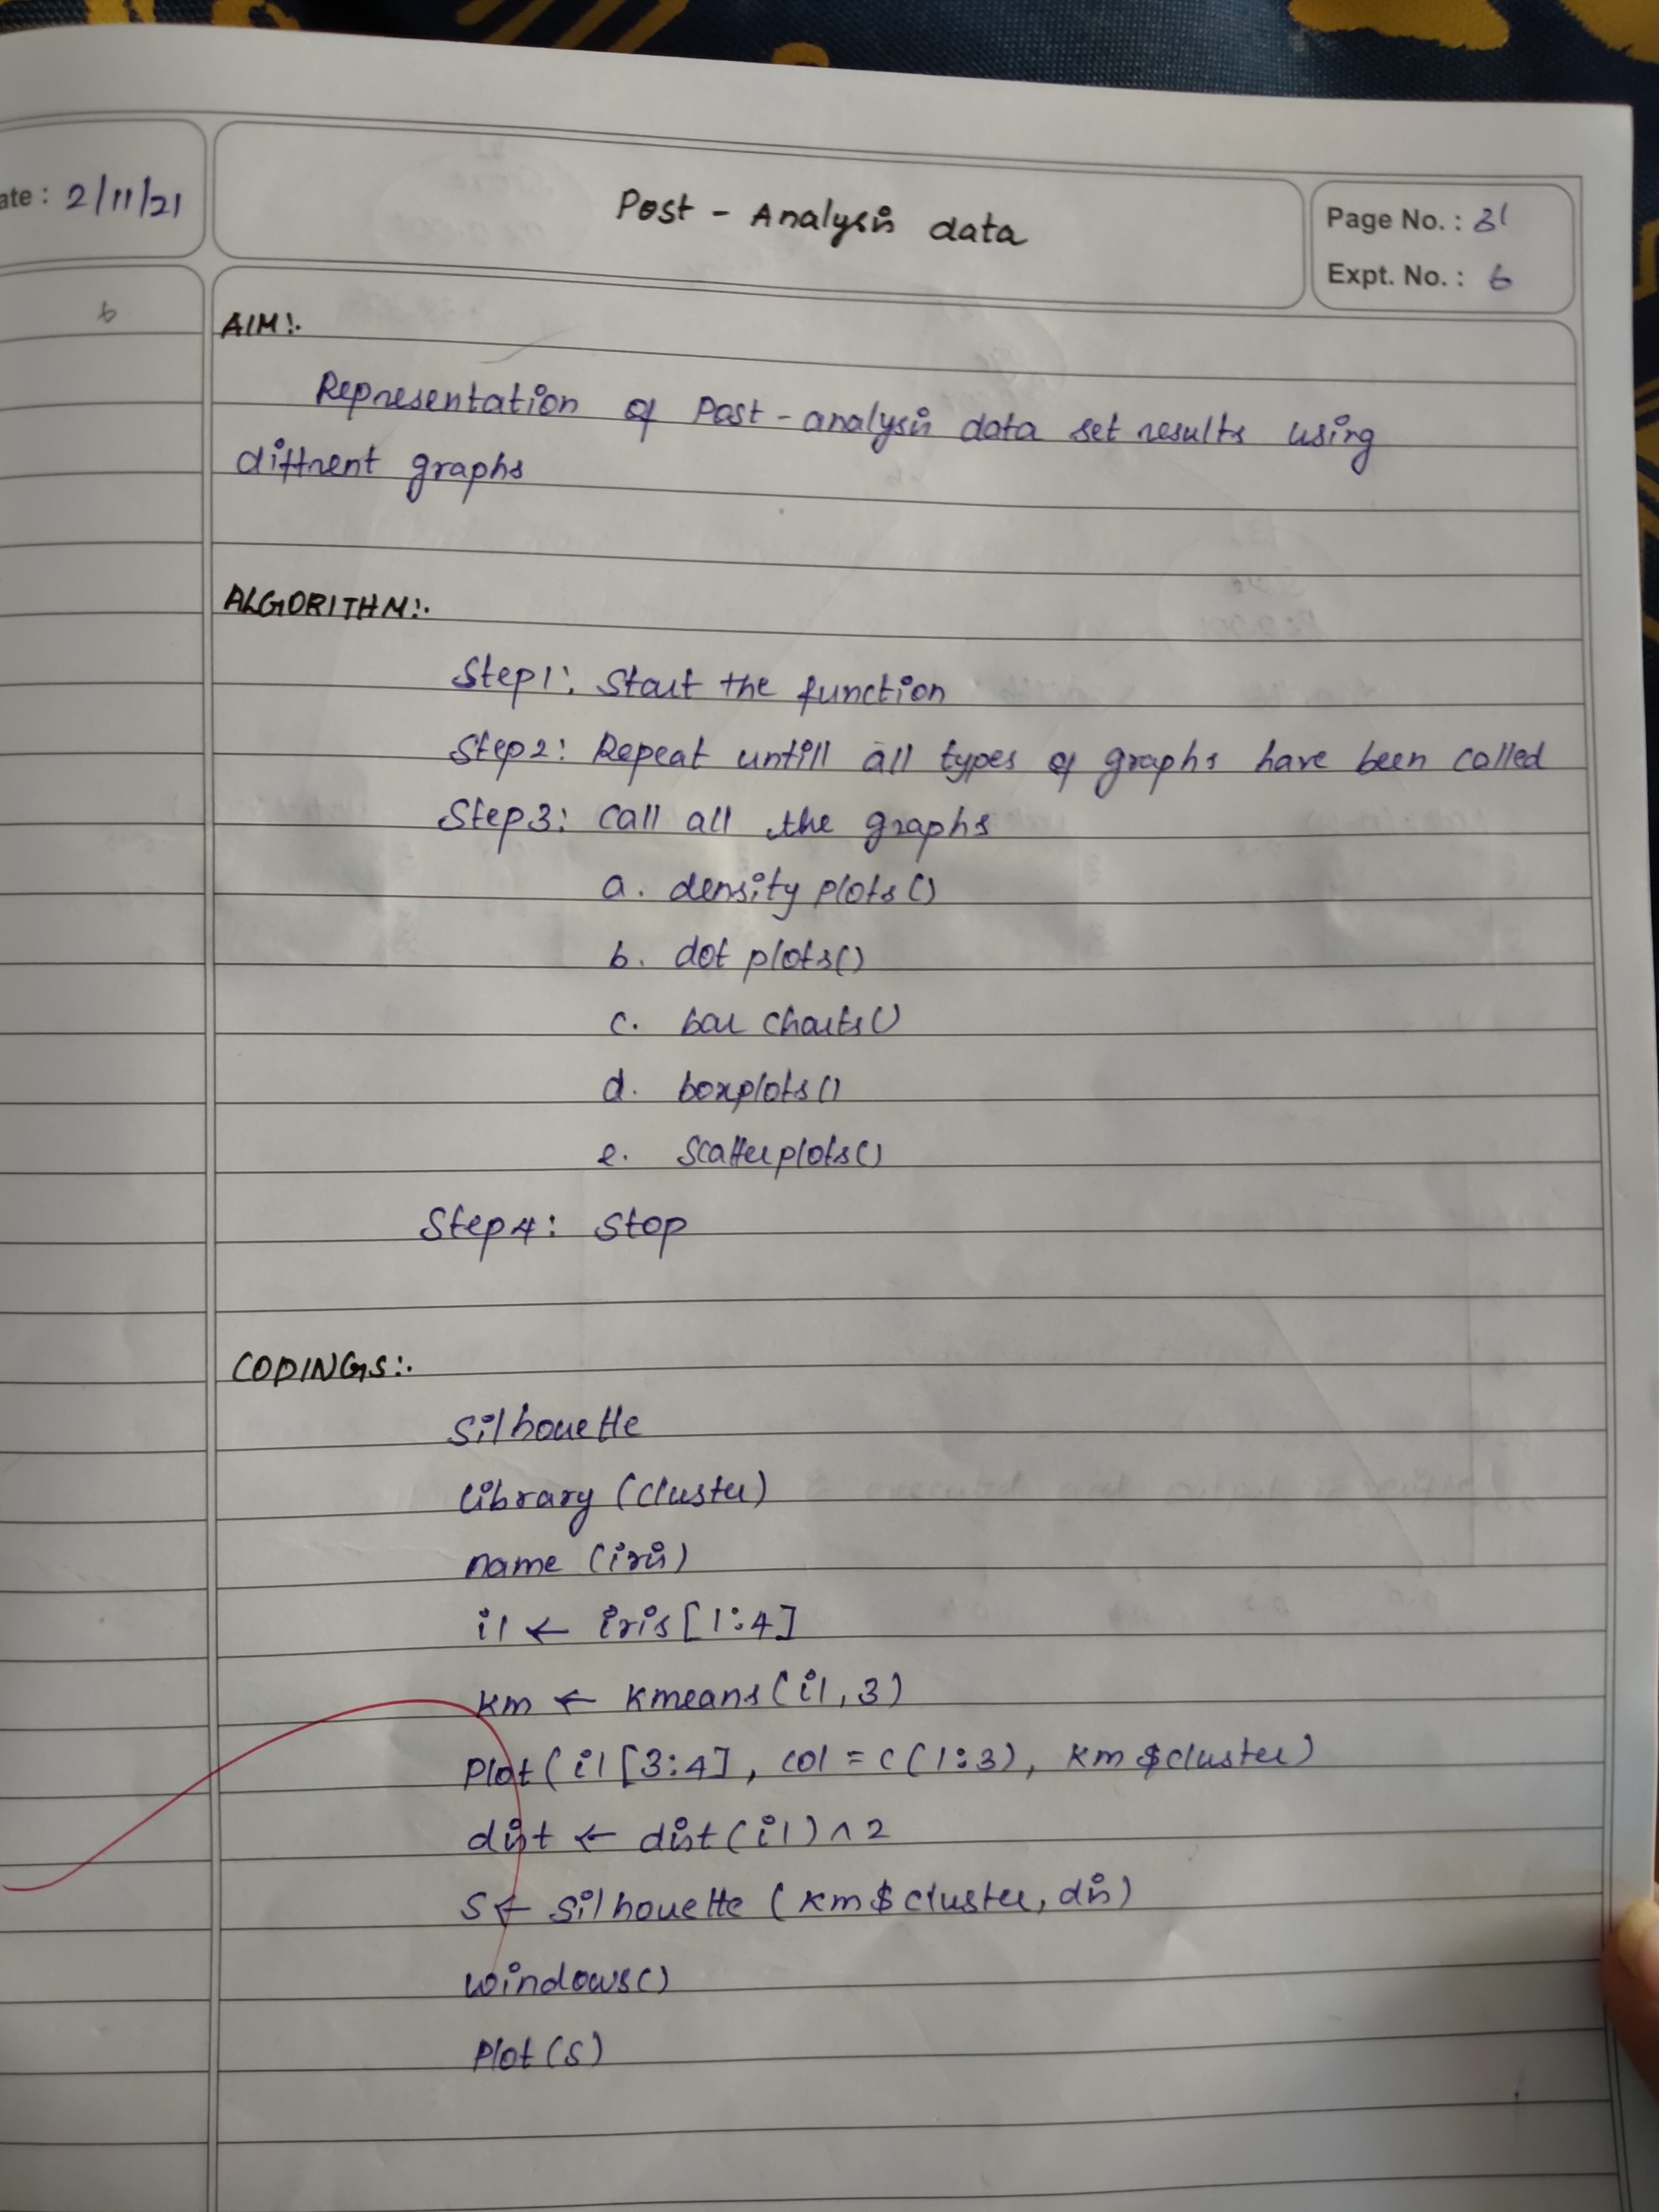 ate : 2/11/21
Post - Analysis data
Page No. : 31
Expt. No. : 6
6
AIM:.
Representation of Post-analysis data set results using
diffrent graphs
ALGORITHM:.
Step1: Start the function
Step2: Repeat untill all types of graphs have been called
Step3: call all the graphs
a. density plots()
b. dot plots()
c. bar charts()
d. boxplots()
e. Scatterplots()
Step4: Stop
CODINGS:.
Silhouette
library (cluster)
name (iris)
i1 ← iris[1:4]
km ← kmeans(i1,3)
Plot(i1[3:4], col = c(1:3), km$cluster)
dist ← dist(i1)^2
S← Silhouette (km$cluster, dis)
windows()
Plot(S)